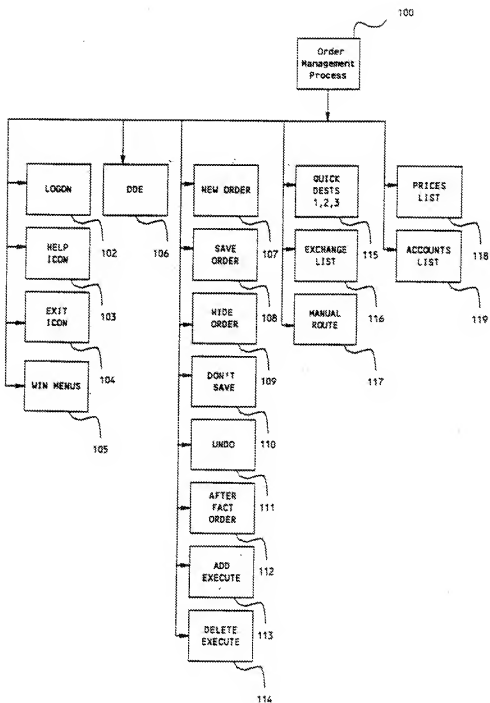 100
Order
Management
Process
LOGON
102
HELP
ICON
103
EXIT
ICON
104
WIN MENUS
105
DDE
106
NEW ORDER
107
SAVE
ORDER
108
HIDE
ORDER
109
DON'T
SAVE
110
UNDO
111
AFTER
FACT
ORDER
112
ADD
EXECUTE
113
DELETE
EXECUTE
114
QUICK
DESTS
1,2,3
115
EXCHANGE
LIST
116
MANUAL
ROUTE
117
PRICES
LIST
118
ACCOUNTS
LIST
119